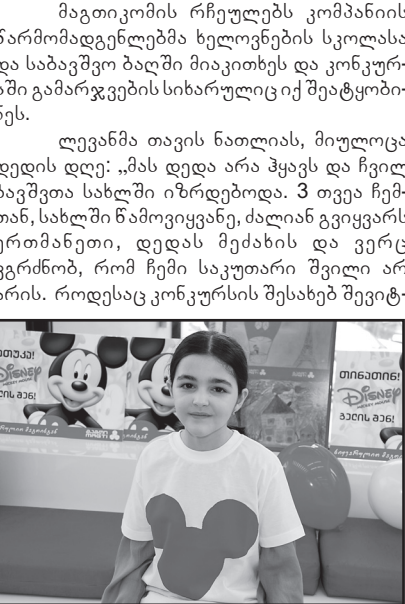 მაგთიკომის რჩეულებს კომპანიის
წარმომადგენლებმა ხელოვნების სკოლასა
და საბავშვო ბაღში მიაკითხეს და კონკურ-
სში გამარჯვების სიხარულიც იქ შეატყობი-
ნეს.
ლევანმა თავის ნათლიას, მიულოცა
დედის დღე: „მას დედა არა ჰყავს და ჩვილ
ბავშვთა სახლში იზრდებოდა. 3 თვეა ჩემ-
თან, სახლში წამოვიყვანე, ძალიან გვიყვარს
ერთმანეთი, დედას მეძახის და ვერც
ვგრძნობ, რომ ჩემი საკუთარი შვილი არ
არის. როდესაც კონკურსის შესახებ შევიტ-
DISNEY
თინათინ!
DISNEY